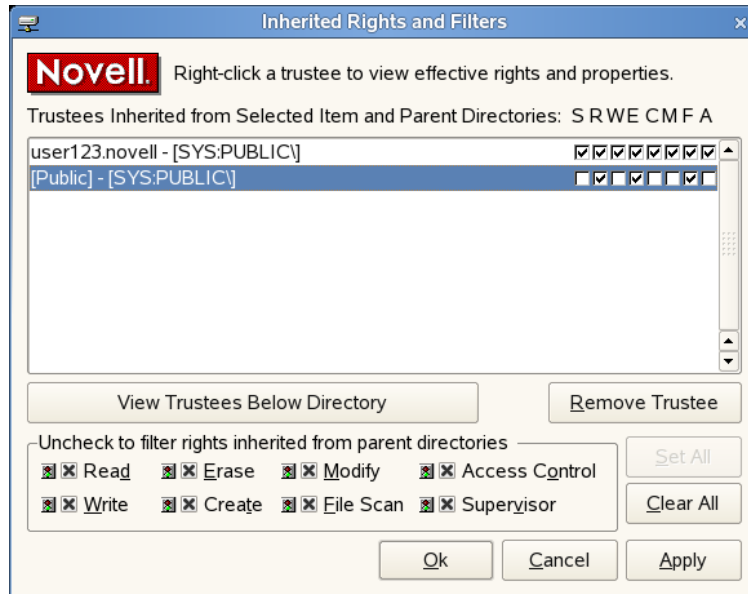 Inherited Rights and Filters
Novell. Right-click a trustee to view effective rights and properties.
Trustees Inherited from Selected Item and Parent Directories: S R W E C M F A
user123.novell - [SYS:PUBLIC\]
[Public] - [SYS:PUBLIC\]
View Trustees Below Directory Remove Trustee
Uncheck to filter rights inherited from parent directories
Set All
Read Erase Modify Access Control
Write Create File Scan Supervisor
Clear All
Ok Cancel Apply